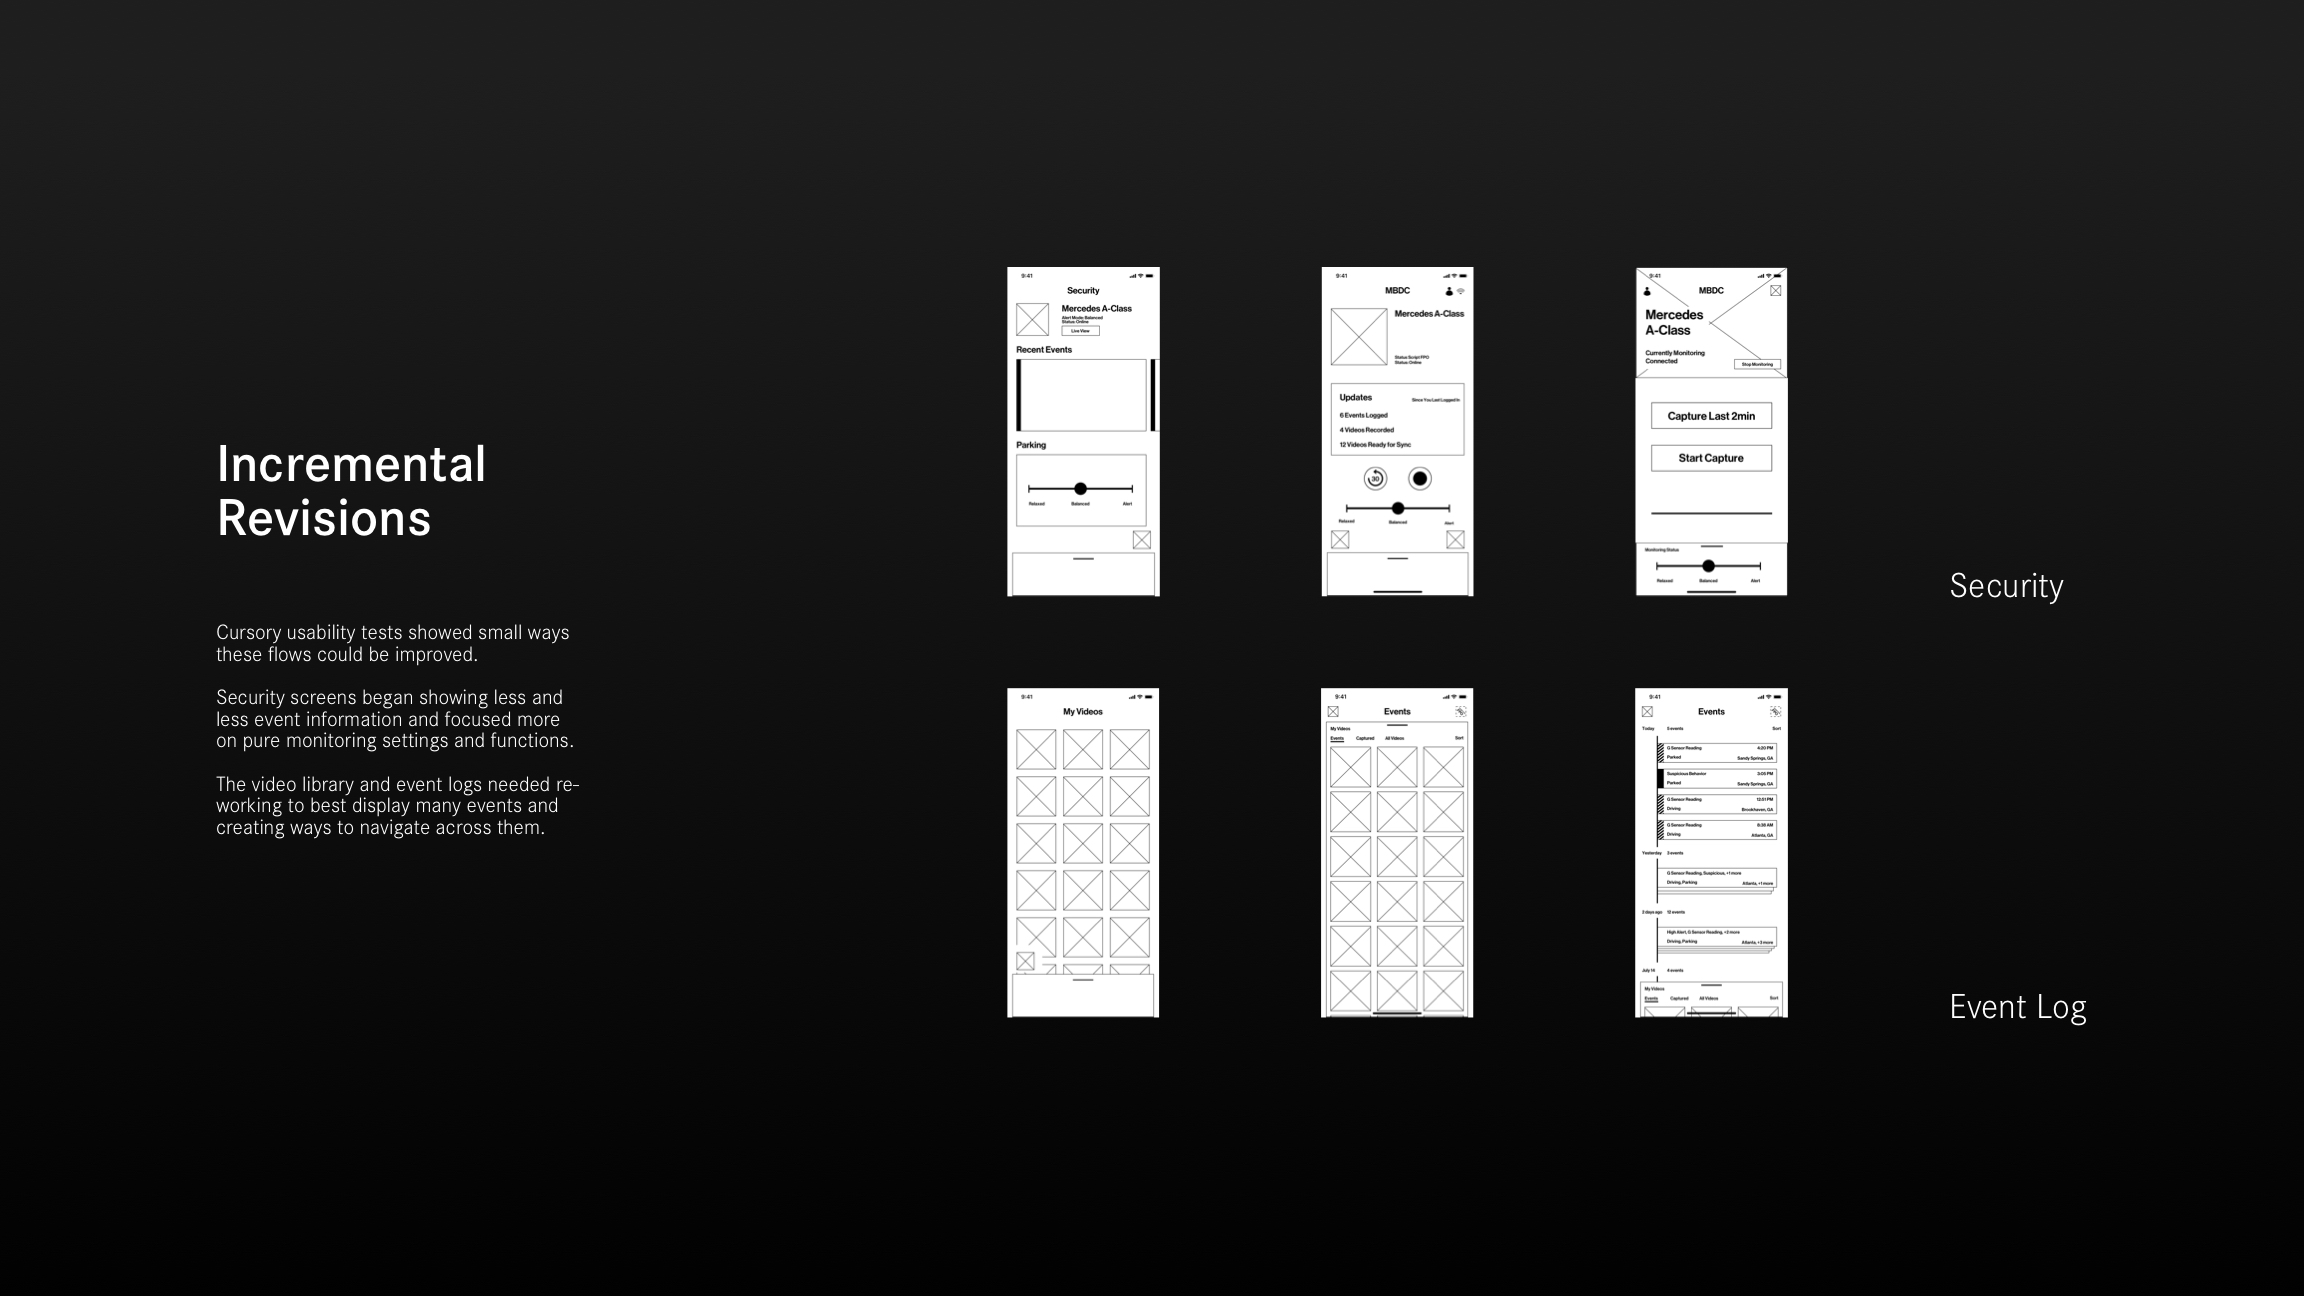 Incremental
Revisions
Cursory usability tests showed small ways
these flows could be improved.
Security screens began showing less and
less event information and focused more
on pure monitoring settings and functions.
The video library and event logs needed re-
working to best display many events and
creating ways to navigate across them.
9:41
Security
Mercedes A-Class
Alert Mode: Balanced
Status: Online
Live View
Recent Events
Parking
Relaxed Balanced Alert
9:41
MBDC
Mercedes A-Class
Status Script FPO
Status: Online
Updates Since You Last Logged In
6 Events Logged
4 Videos Recorded
12 Videos Ready for Sync
30
Relaxed Balanced Alert
9:41
MBDC
Mercedes
A-Class
Currently Monitoring
Connected
Stop Monitoring
Capture Last 2min
Start Capture
Monitoring Status
Relaxed Balanced Alert
Security
9:41
My Videos
9:41
Events
My Videos
Events Captured All Videos Sort
9:41
Events
Today 5 events Sort
G Sensor Reading 4:20 PM
Parked Sandy Springs, GA
Suspicious Behavior 3:05 PM
Parked Sandy Springs, GA
G Sensor Reading 12:51 PM
Driving Brookhaven, GA
G Sensor Reading 8:38 AM
Driving Atlanta, GA
Yesterday 3 events
G Sensor Reading, Suspicious, +1 more
Driving, Parking Atlanta, +1 more
2 days ago 12 events
High Alert, G Sensor Reading, +2 more
Driving, Parking Atlanta, +3 more
July 14 4 events
My Videos
Events Captured All Videos Sort
Event Log